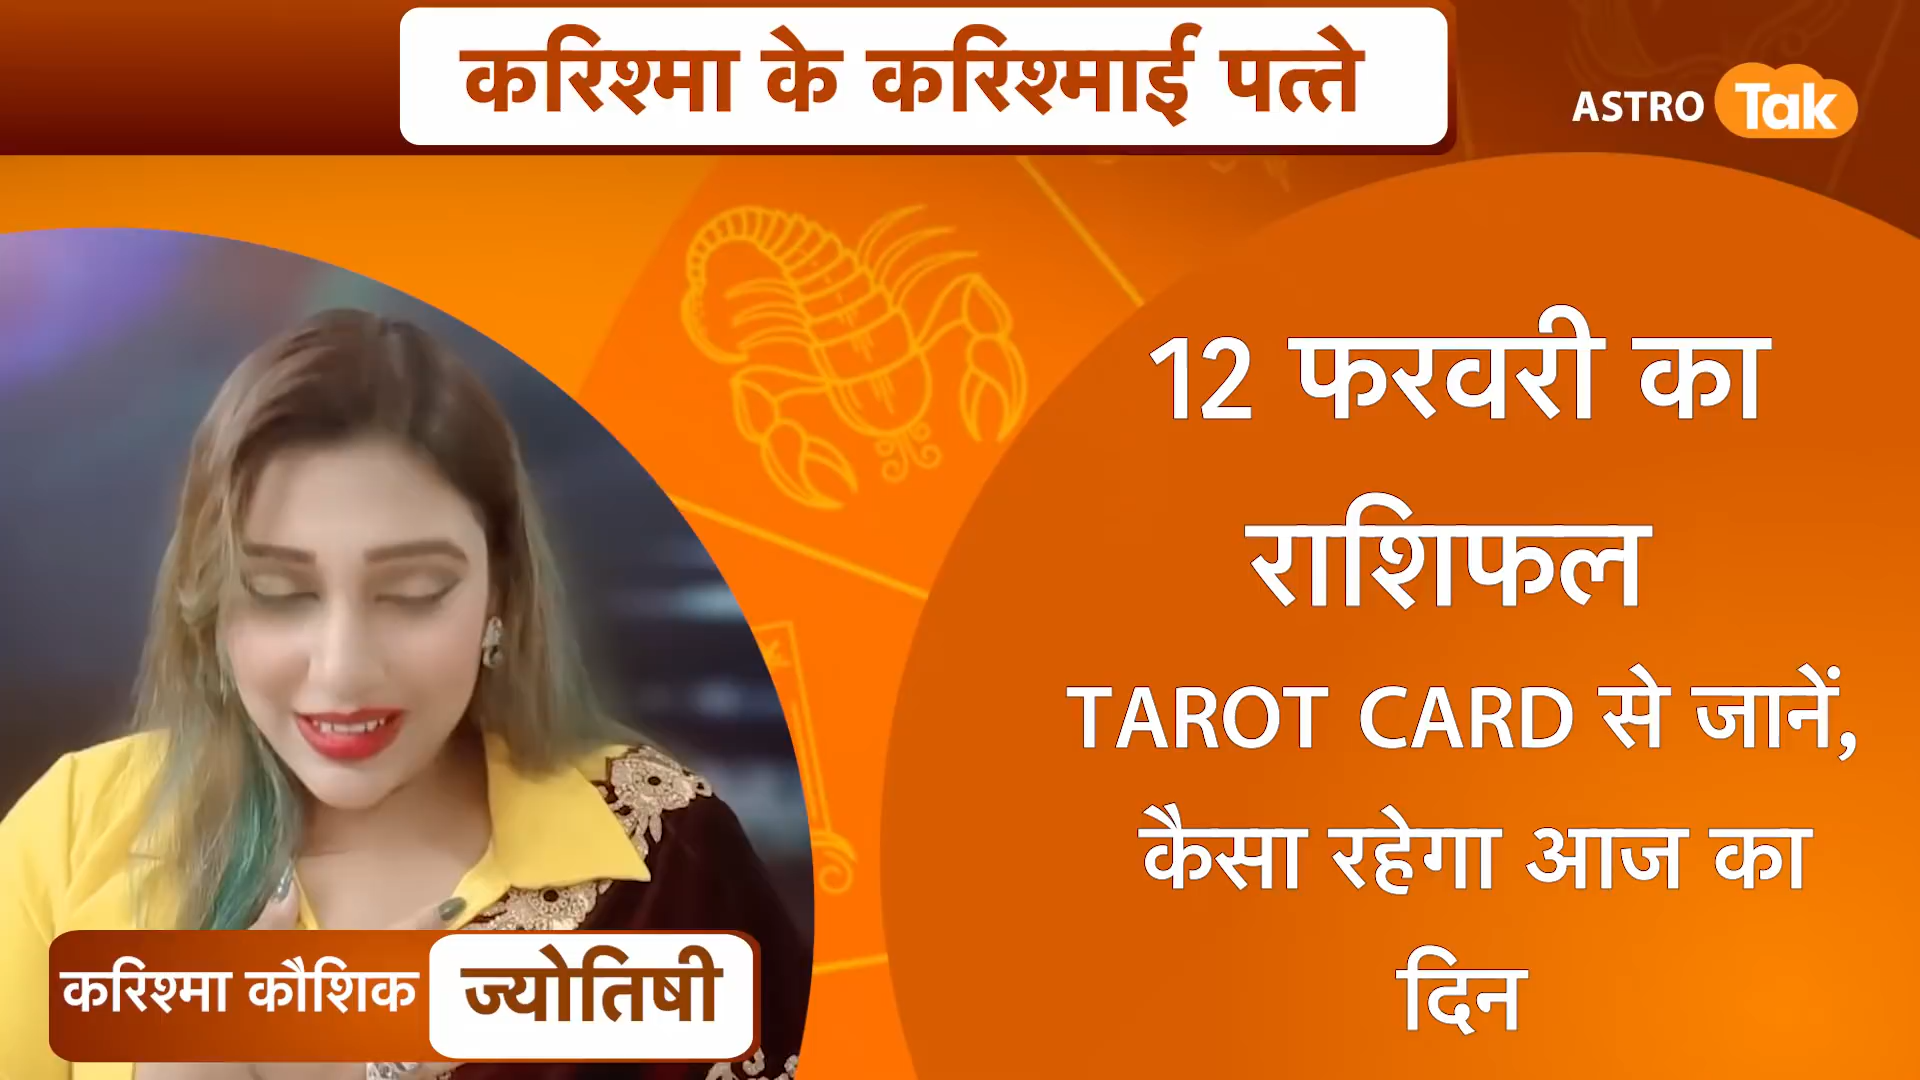 करिश्मा के करिश्माई पत्ते
ASTRO Tak
12 फरवरी का
राशिफल
TAROT CARD से जानें,
कैसा रहेगा आज का
दिन
करिश्मा कौशिक ज्योतिषी